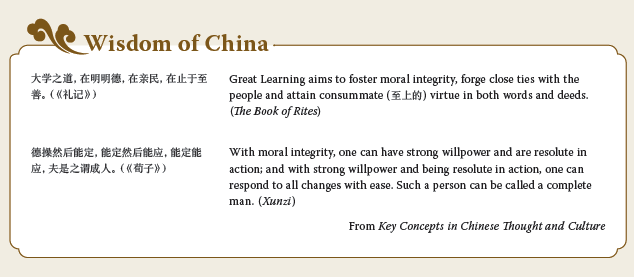 Wisdom of China
大学之道，在明明德，在亲民，在止于至
善。（《礼记》）
Great Learning aims to foster moral integrity, forge close ties with the
people and attain consummate (至上的) virtue in both words and deeds.
(The Book of Rites)
德操然后能定，能定然后能应，能定能
应，夫是之谓成人。（《荀子》）
With moral integrity, one can have strong willpower and are resolute in
action; and with strong willpower and being resolute in action, one can
respond to all changes with ease. Such a person can be called a complete
man. (Xunzi)
From Key Concepts in Chinese Thought and Culture